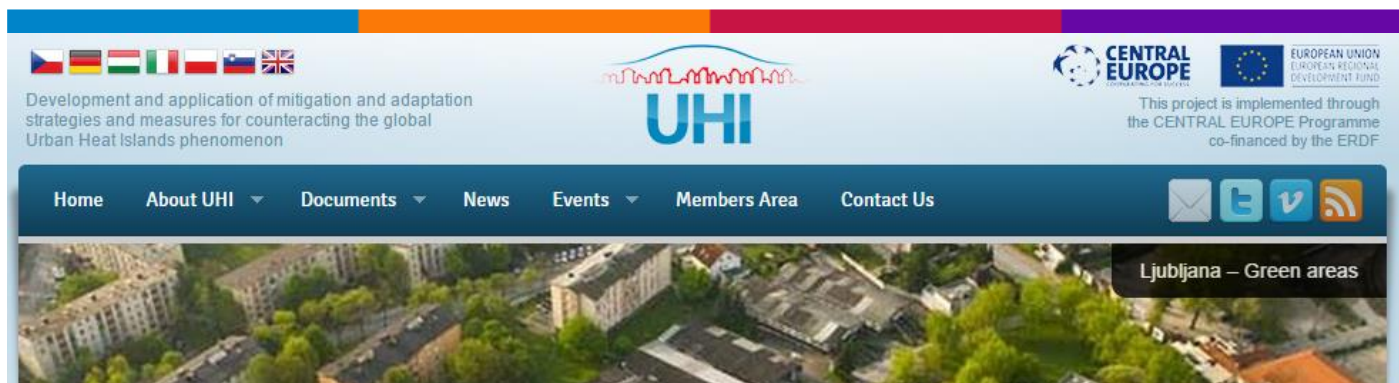 Development and application of mitigation and adaptation
strategies and measures for counteracting the global
Urban Heat Islands phenomenon
UHI
CENTRAL
EUROPE
COOPERATING FOR SUCCESS.
EUROPEAN UNION
EUROPEAN REGIONAL
DEVELOPMENT FUND
This project is implemented through
the CENTRAL EUROPE Programme
co-financed by the ERDF
Home About UHI Documents News Events Members Area Contact Us
Ljubljana – Green areas